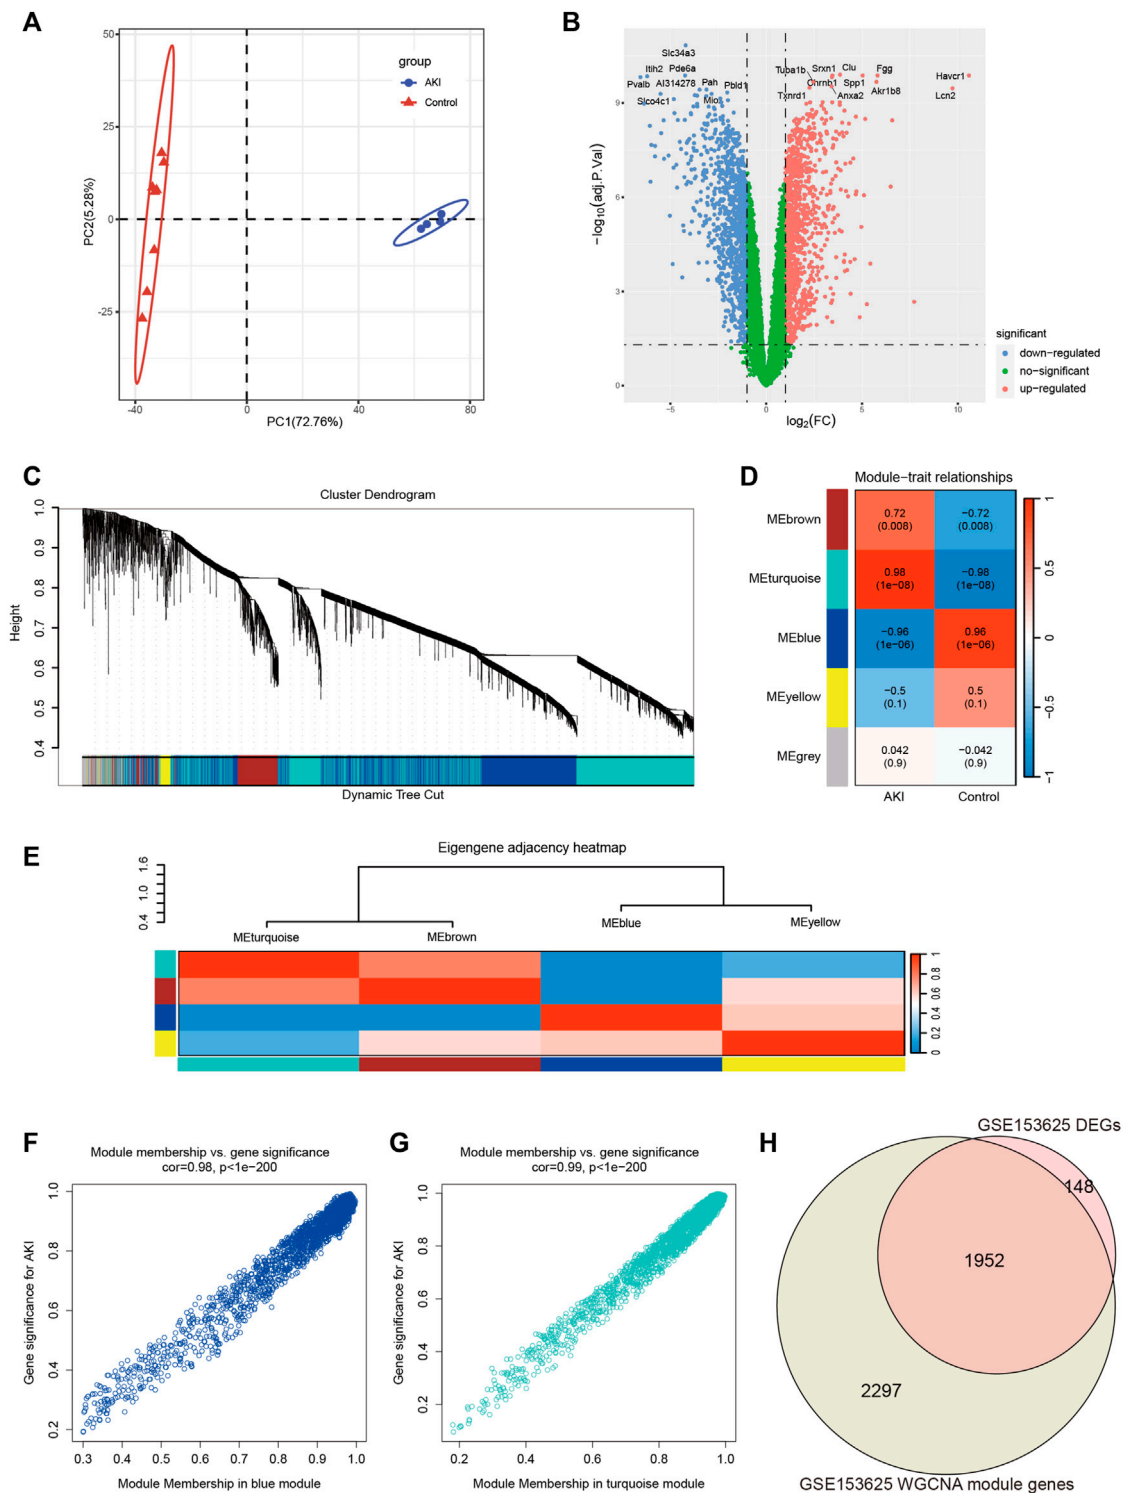 A
group
AKI
Control
PC2(5.28%)
50
25
0
-25
-40
0
40
80
PC1(72.76%)
B
Slc34a3
Itih2
Pde6a
Pvalb
AI314278
Pah
Pbld1
Slco4c1
Tuba1b
Srxn1
Clu
Fgg
Chrnb1
Spp1
Akr1b8
Txnrd1
Anxa2
Havcr1
Lcn2
−log10(adj.P.Val)
9
6
3
0
−5
0
5
10
log2(FC)
significant
down−regulated
no−significant
up−regulated
C
Cluster Dendrogram
Height
1.0
0.9
0.8
0.7
0.6
0.5
0.4
Dynamic Tree Cut
D
Module−trait relationships
MEbrown
0.72
(0.008)
−0.72
(0.008)
MEturquoise
0.98
(1e−08)
−0.98
(1e−08)
MEblue
−0.96
(1e−06)
0.96
(1e−06)
MEyellow
−0.5
(0.1)
0.5
(0.1)
MEgrey
0.042
(0.9)
−0.042
(0.9)
AKI
Control
1
0.5
0
−0.5
−1
E
Eigengene adjacency heatmap
1.6
1.0
0.4
MEturquoise
MEbrown
MEblue
MEyellow
1
0.8
0.6
0.4
0.2
0
F
Module membership vs. gene significance
cor=0.98, p<1e−200
Gene significance for AKI
1.0
0.8
0.6
0.4
0.2
0.3
0.4
0.5
0.6
0.7
0.8
0.9
1.0
Module Membership in blue module
G
Module membership vs. gene significance
cor=0.99, p<1e−200
Gene significance for AKI
1.0
0.8
0.6
0.4
0.2
0.2
0.4
0.6
0.8
1.0
Module Membership in turquoise module
H
GSE153625 DEGs
148
1952
2297
GSE153625 WGCNA module genes